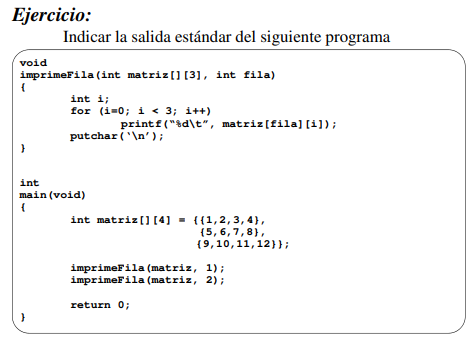 Ejercicio:
Indicar la salida estándar del siguiente programa
void
imprimeFila(int matriz[][3], int fila)
{
int i;
for (i=0; i < 3; i++)
printf(“%d\t”, matriz[fila][i]);
putchar(‘\n’);
}
int
main(void)
{
int matriz[][4] = {{1,2,3,4},
{5,6,7,8},
{9,10,11,12}};
imprimeFila(matriz, 1);
imprimeFila(matriz, 2);
return 0;
}